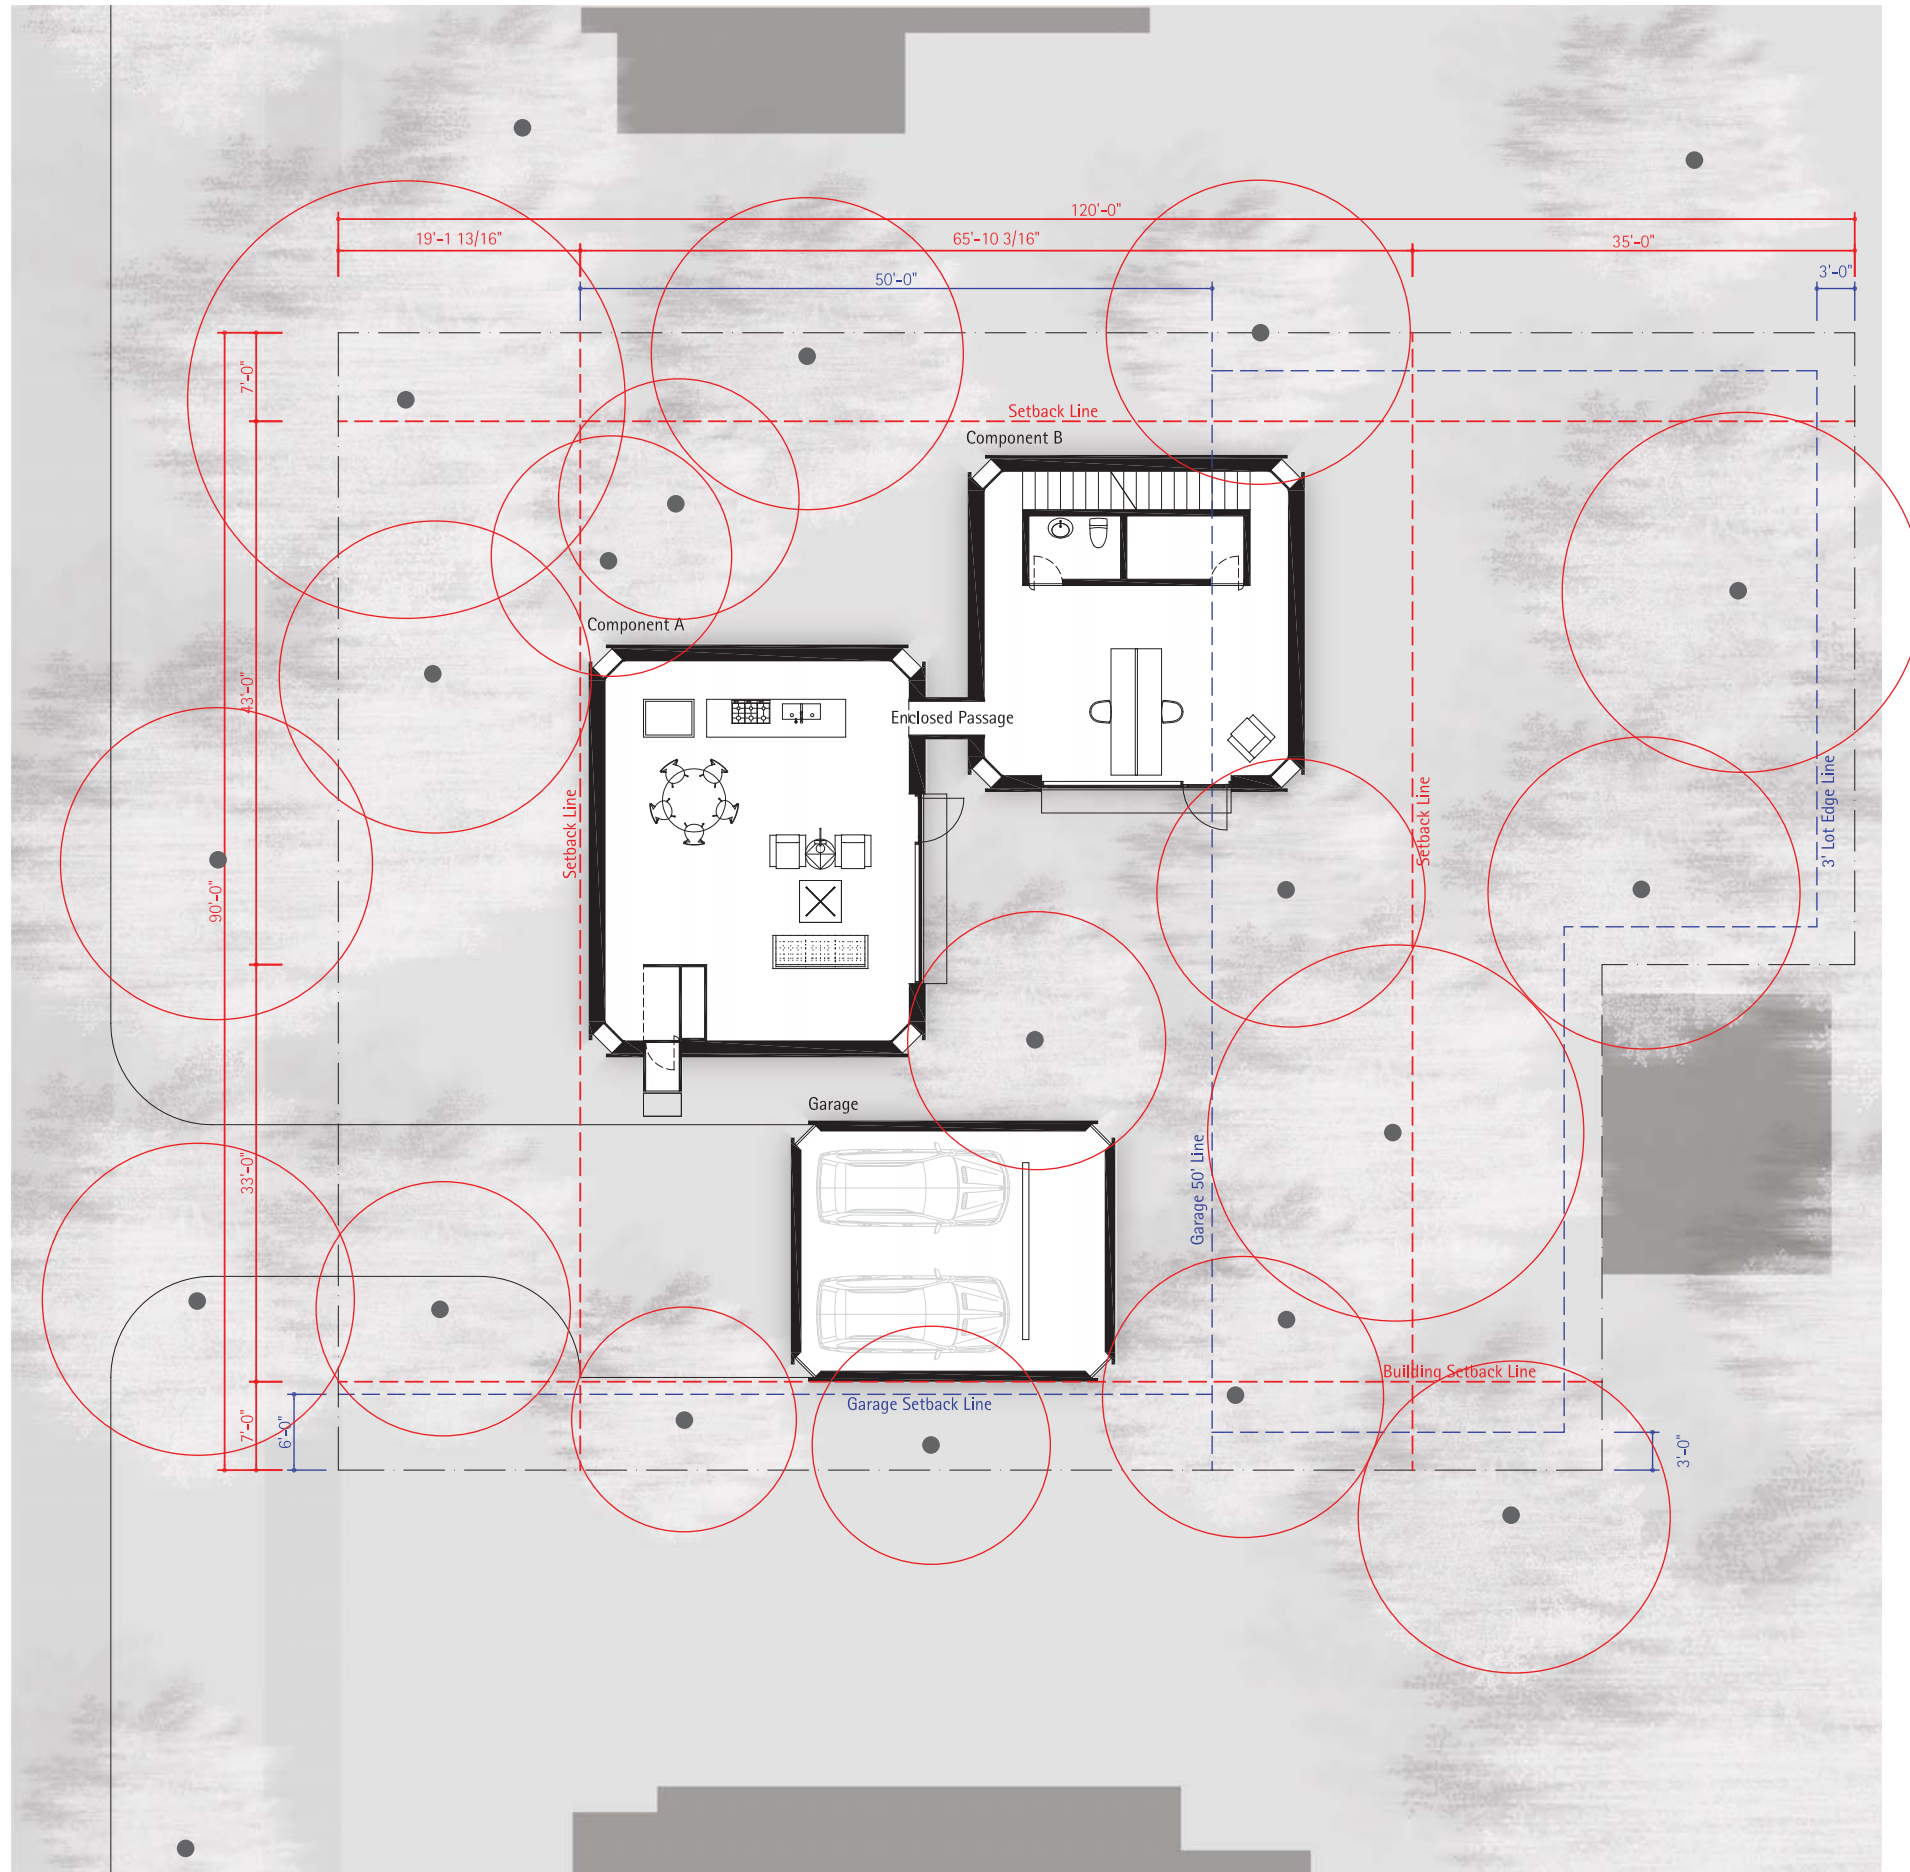 120'-0"
19'-1 13/16"
65'-10 3/16"
35'-0"
50'-0"
3'-0"
7'-0"
Setback Line
Component B
Component A
43'-0"
Enclosed Passage
Setback Line
Setback Line
3' Lot Edge Line
90'-0"
Garage
33'-0"
Garage 50' Line
Building Setback Line
Garage Setback Line
7'-0"
6'-0"
3'-0"